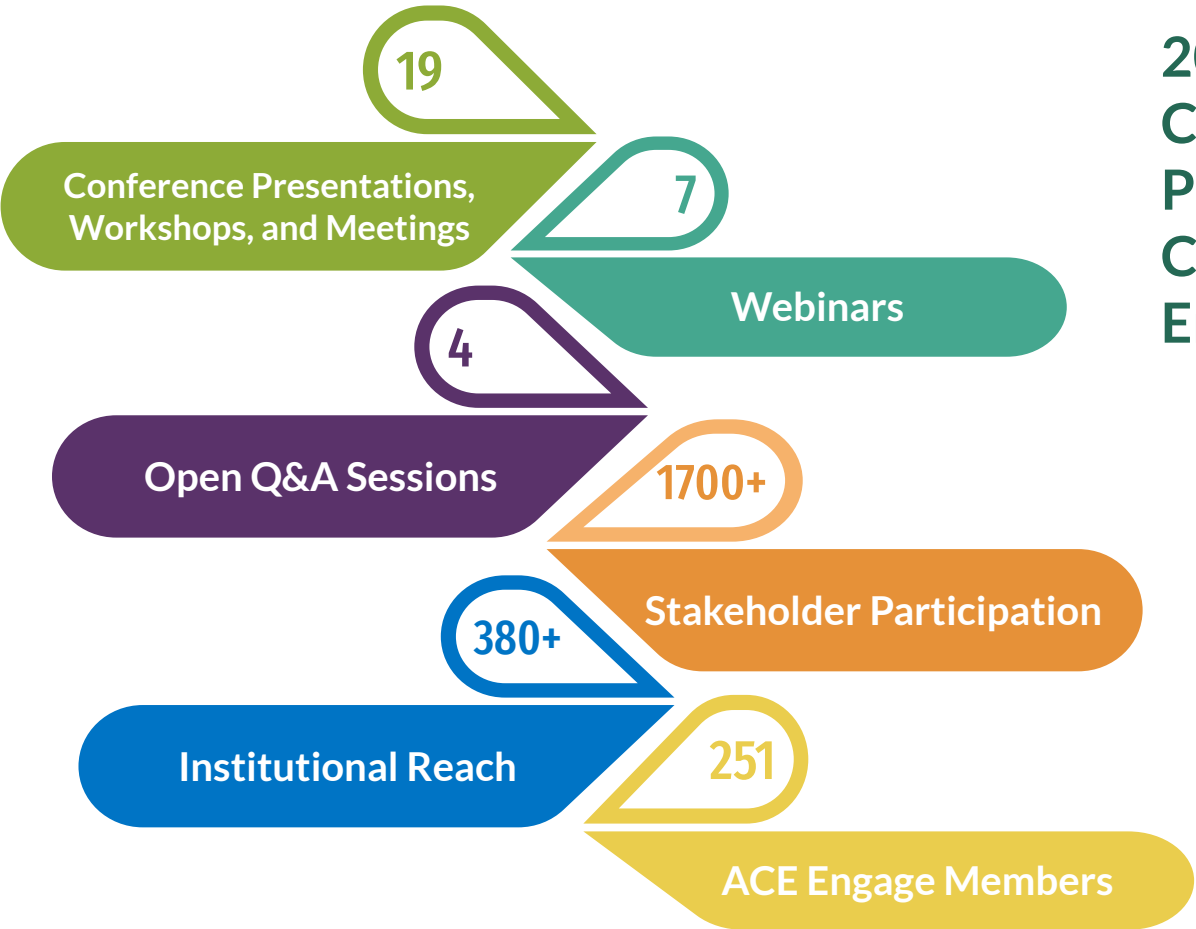 19
Conference Presentations,
Workshops, and Meetings
7
Webinars
4
Open Q&A Sessions
1700+
Stakeholder Participation
380+
Institutional Reach
251
ACE Engage Members